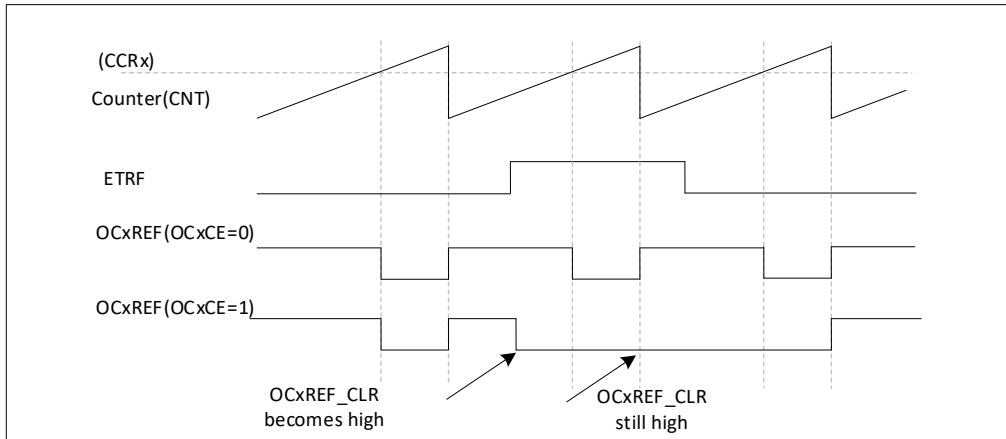 (CCRx)
Counter(CNT)
ETRF
OCxREF(OCxCE=0)
OCxREF(OCxCE=1)
OCxREF_CLR
becomes high
OCxREF_CLR
still high